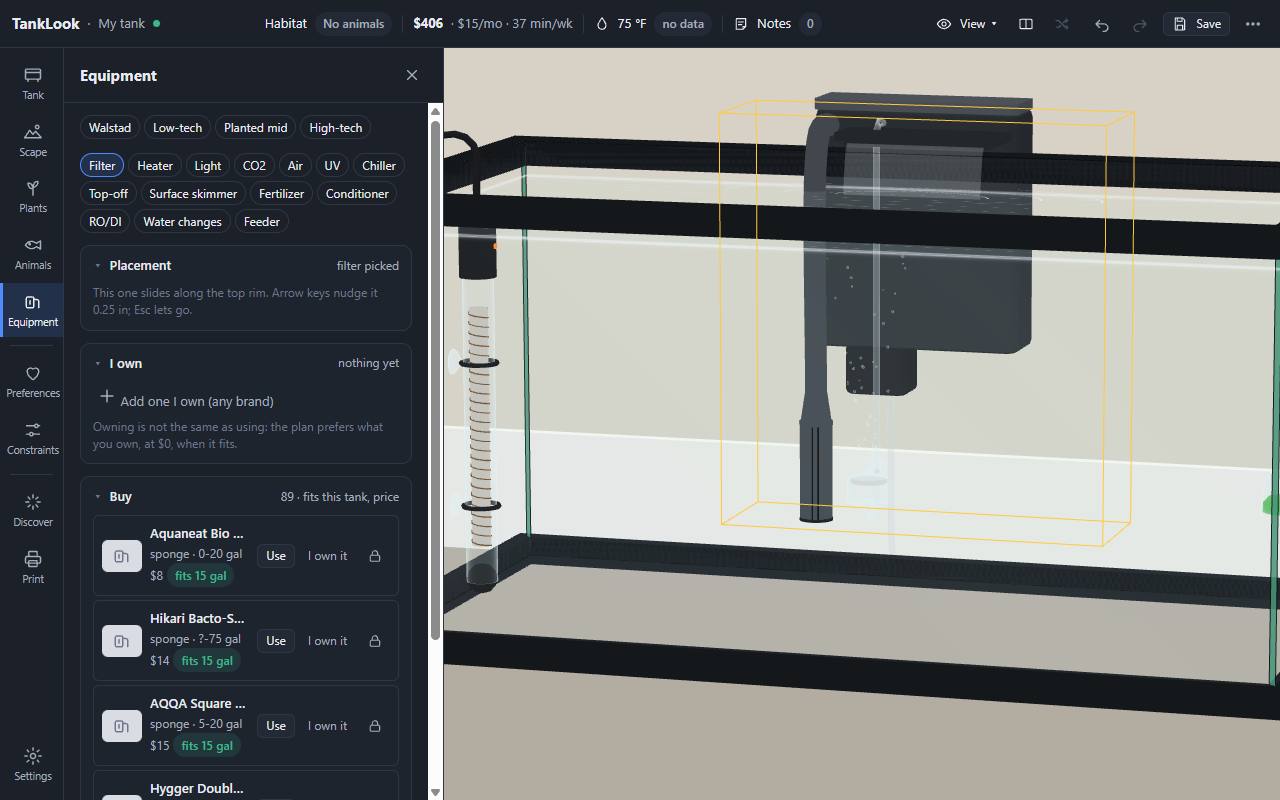 TankLook · My tank
Habitat No animals $406 · $15/mo · 37 min/wk 75 °F no data Notes 0 View Save
Tank
Scape
Plants
Animals
Equipment
Preferences
Constraints
Discover
Print
Settings
Equipment
Walstad Low-tech Planted mid High-tech
Filter Heater Light CO2 Air UV Chiller
Top-off Surface skimmer Fertilizer Conditioner
RO/DI Water changes Feeder
Placement filter picked
This one slides along the top rim. Arrow keys nudge it
0.25 in; Esc lets go.
I own nothing yet
Add one I own (any brand)
Owning is not the same as using: the plan prefers what
you own, at $0, when it fits.
Buy 89 · fits this tank, price
Aquaneat Bio ...
sponge · 0-20 gal Use I own it
$8 fits 15 gal
Hikari Bacto-S...
sponge · ?-75 gal Use I own it
$14 fits 15 gal
AQQA Square ...
sponge · 5-20 gal Use I own it
$15 fits 15 gal
Hygger Doubl...